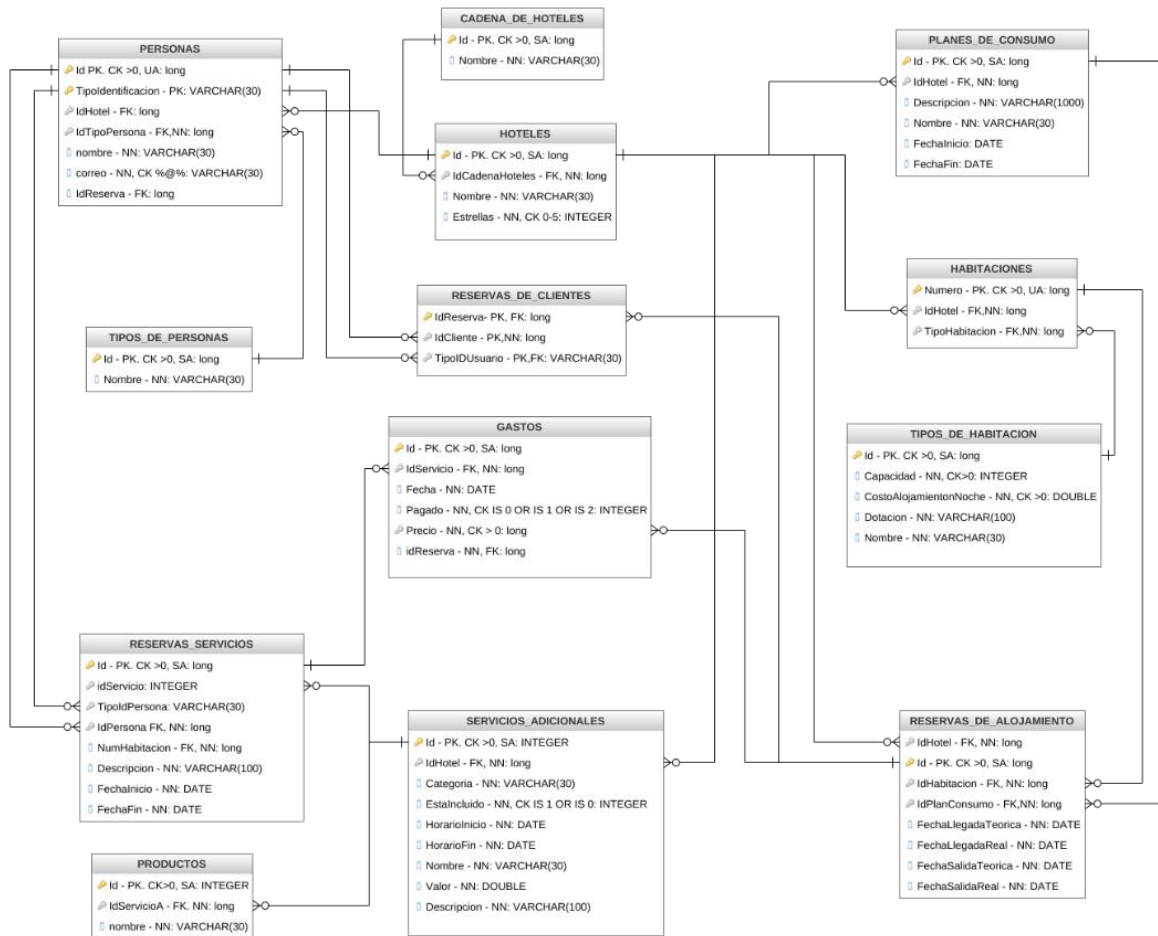 CADENA_DE_HOTELES
Id - PK. CK >0, SA: long
Nombre - NN: VARCHAR(30)
PERSONAS
Id PK. CK >0, UA: long
TipoIdentificacion - PK: VARCHAR(30)
IdHotel - FK: long
IdTipoPersona - FK,NN: long
nombre - NN: VARCHAR(30)
correo - NN, CK %@%: VARCHAR(30)
IdReserva - FK: long
PLANES_DE_CONSUMO
Id - PK. CK >0, SA: long
IdHotel - FK, NN: long
Descripcion - NN: VARCHAR(1000)
Nombre - NN: VARCHAR(30)
FechaInicio: DATE
FechaFin: DATE
HOTELES
Id - PK. CK >0, SA: long
IdCadenaHoteles - FK, NN: long
Nombre - NN: VARCHAR(30)
Estrellas - NN, CK 0-5: INTEGER
HABITACIONES
Numero - PK. CK >0, UA: long
IdHotel - FK,NN: long
TipoHabitacion - FK,NN: long
RESERVAS_DE_CLIENTES
IdReserva- PK, FK: long
IdCliente - PK,NN: long
TipoIDUsuario - PK,FK: VARCHAR(30)
TIPOS_DE_PERSONAS
Id - PK. CK >0, SA: long
Nombre - NN: VARCHAR(30)
GASTOS
Id - PK. CK >0, SA: long
IdServicio - FK, NN: long
Fecha - NN: DATE
Pagado - NN, CK IS 0 OR IS 1 OR IS 2: INTEGER
Precio - NN, CK > 0: long
idReserva - NN, FK: long
TIPOS_DE_HABITACION
Id - PK. CK >0, SA: long
Capacidad - NN, CK>0: INTEGER
CostoAlojamientonNoche - NN, CK >0: DOUBLE
Dotacion - NN: VARCHAR(100)
Nombre - NN: VARCHAR(30)
RESERVAS_SERVICIOS
Id - PK. CK >0, SA: long
idServicio: INTEGER
TipoIdPersona: VARCHAR(30)
IdPersona FK, NN: long
NumHabitacion - FK, NN: long
Descripcion - NN: VARCHAR(100)
FechaInicio - NN: DATE
FechaFin - NN: DATE
SERVICIOS_ADICIONALES
Id - PK. CK >0, SA: INTEGER
IdHotel - FK, NN: long
Categoria - NN: VARCHAR(30)
EstaIncluido - NN, CK IS 1 OR IS 0: INTEGER
HorarioInicio - NN: DATE
HorarioFin - NN: DATE
Nombre - NN: VARCHAR(30)
Valor - NN: DOUBLE
Descripcion - NN: VARCHAR(100)
RESERVAS_DE_ALOJAMIENTO
IdHotel - FK, NN: long
Id - PK. CK >0, SA: long
IdHabitacion - FK, NN: long
IdPlanConsumo - FK,NN: long
FechaLlegadaTeorica - NN: DATE
FechaLlegadaReal - NN: DATE
FechaSalidaTeorica - NN: DATE
FechaSalidaReal - NN: DATE
PRODUCTOS
Id - PK. CK>0, SA: INTEGER
IdServicioA - FK. NN: long
nombre - NN: VARCHAR(30)